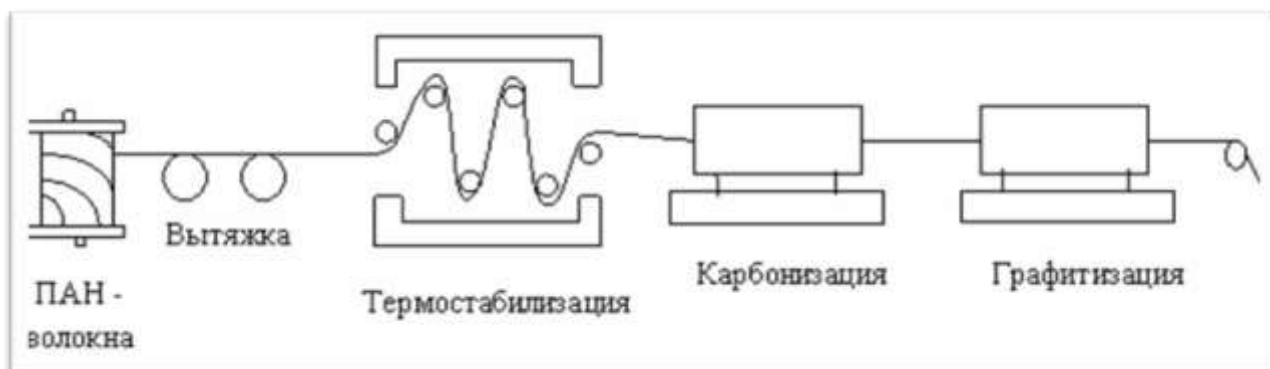 ПАН -
волокна
Вытяжка
Термостабилизация
Карбонизация
Графитизация